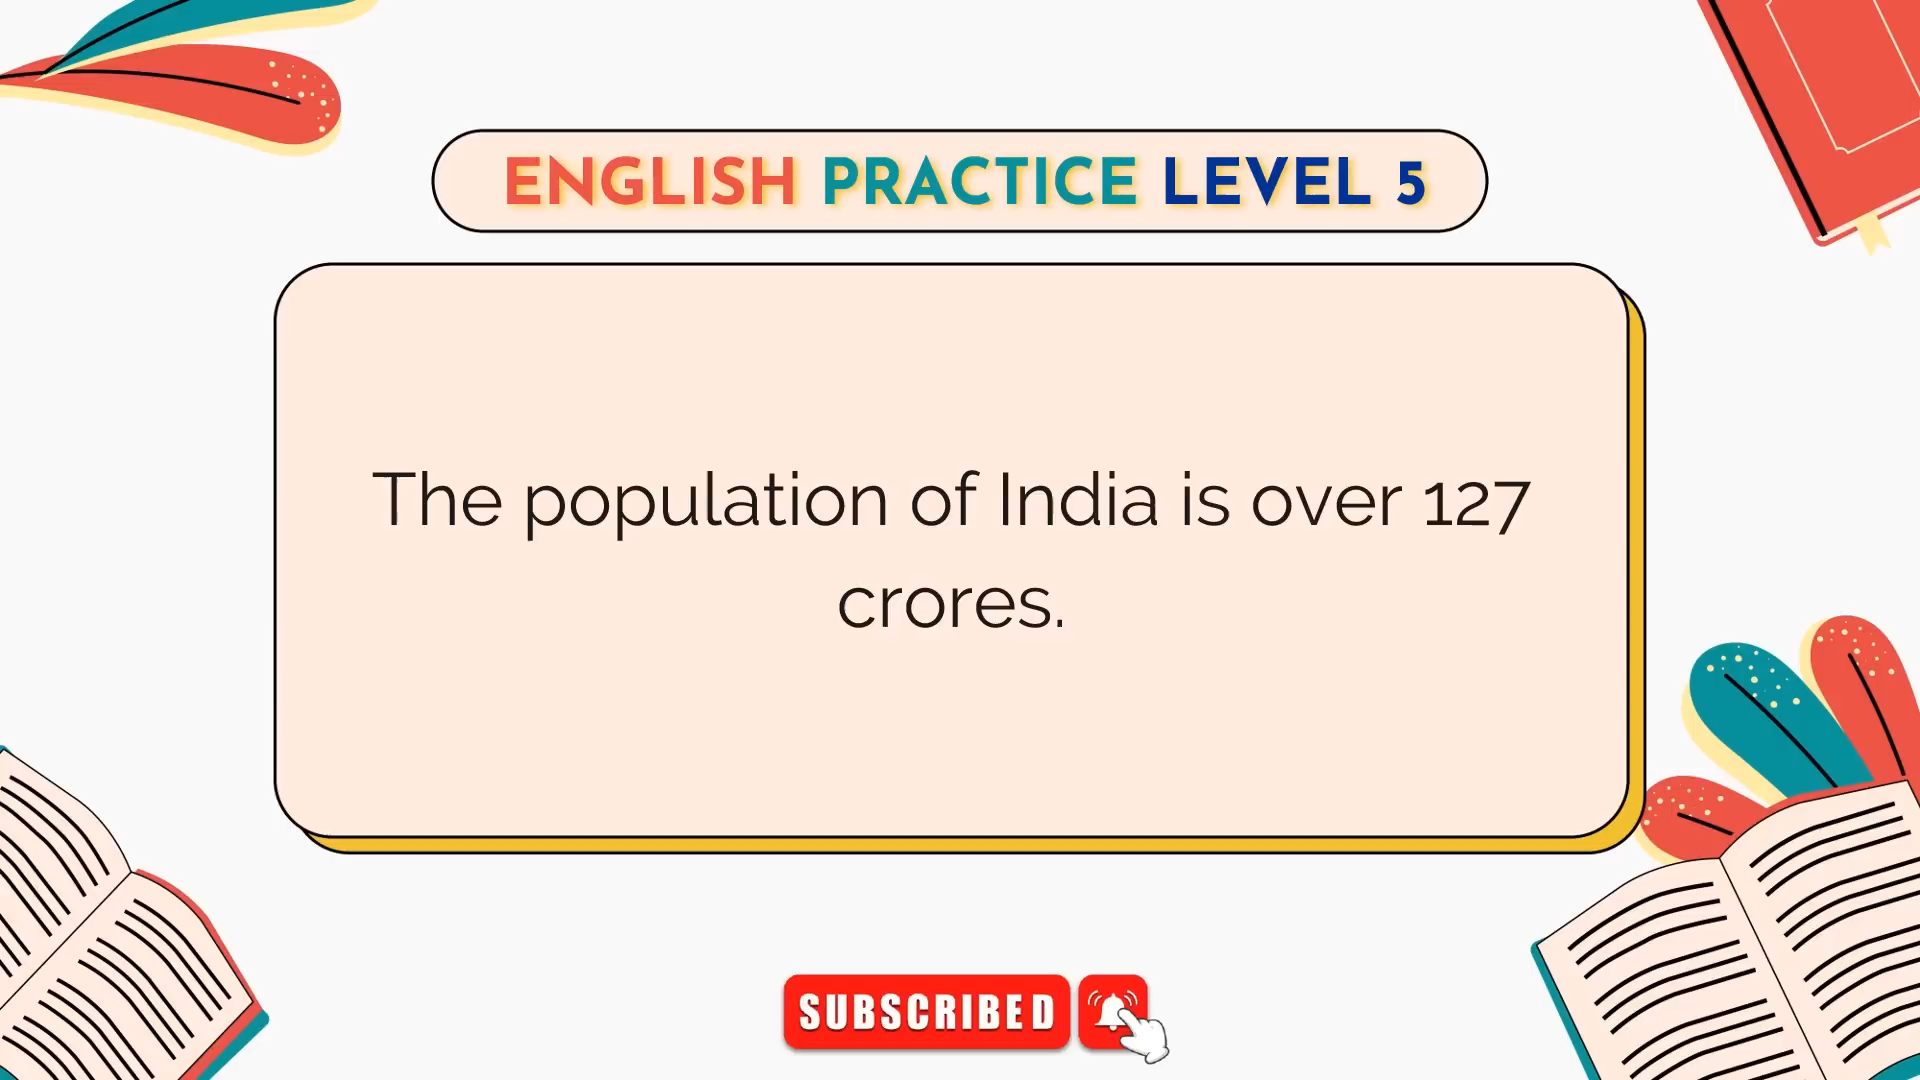 ENGLISH PRACTICE LEVEL 5
The population of India is over 127
crores.
SUBSCRIBED